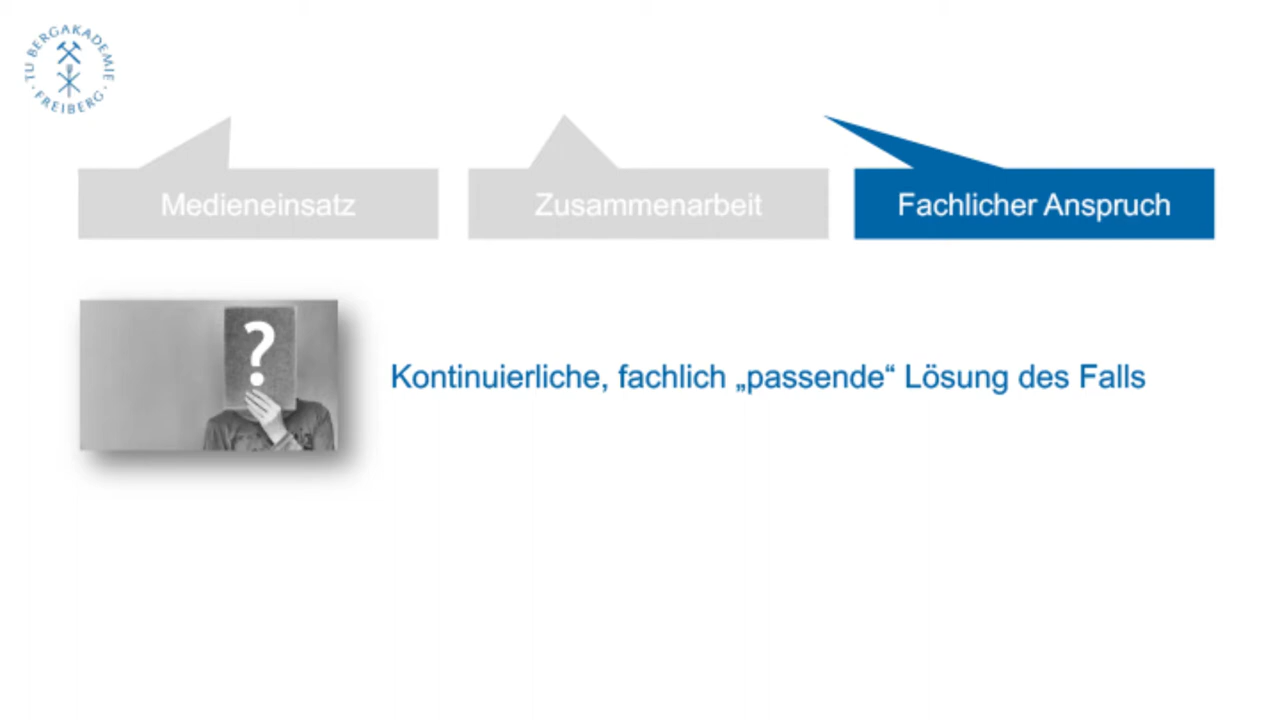 TU BERGAKADEMIE
· FREIBERG ·
Medieneinsatz
Zusammenarbeit
Fachlicher Anspruch
?
Kontinuierliche, fachlich „passende“ Lösung des Falls